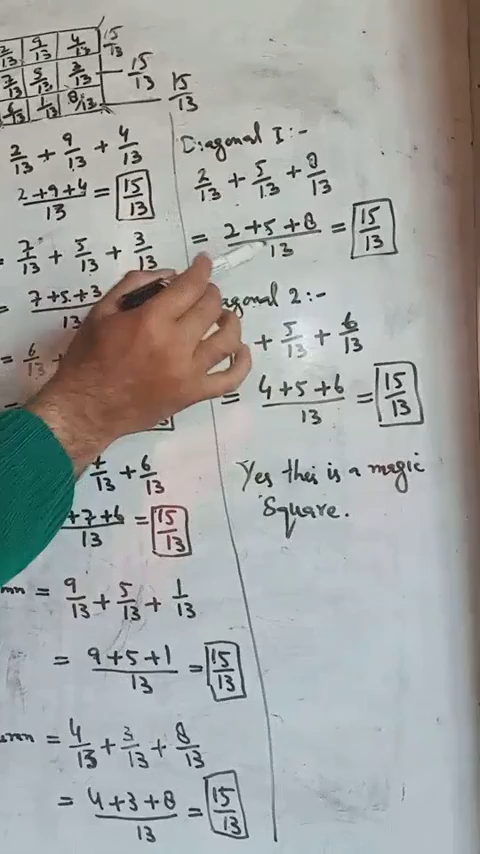 2/13 9/13 4/13 15/13
7/13 5/13 3/13 — 15/13
6/13 1/13 8/13 — 15/13
2/13 + 9/13 + 4/13
2+9+4/13 = 15/13
= 7/13 + 5/13 + 3/13
= 7+5+3/13
= 6/13 +
=
/13 + 6/13
+7+6/13 = 15/13
mn = 9/13 + 5/13 + 1/13
= 9+5+1/13 = 15/13
umn = 4/13 + 3/13 + 8/13
= 4+3+8/13 = 15/13
Diagonal 1:-
2/13 + 5/13 + 8/13
= 2+5+8/13 = 15/13
agonal 2:-
+ 5/13 + 6/13
= 4+5+6/13 = 15/13
Yes this is a magic
Square.